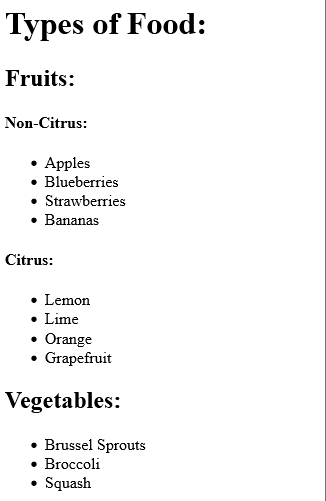 Types of Food:
Fruits:
Non-Citrus:
Apples
Blueberries
Strawberries
Bananas
Citrus:
Lemon
Lime
Orange
Grapefruit
Vegetables:
Brussel Sprouts
Broccoli
Squash